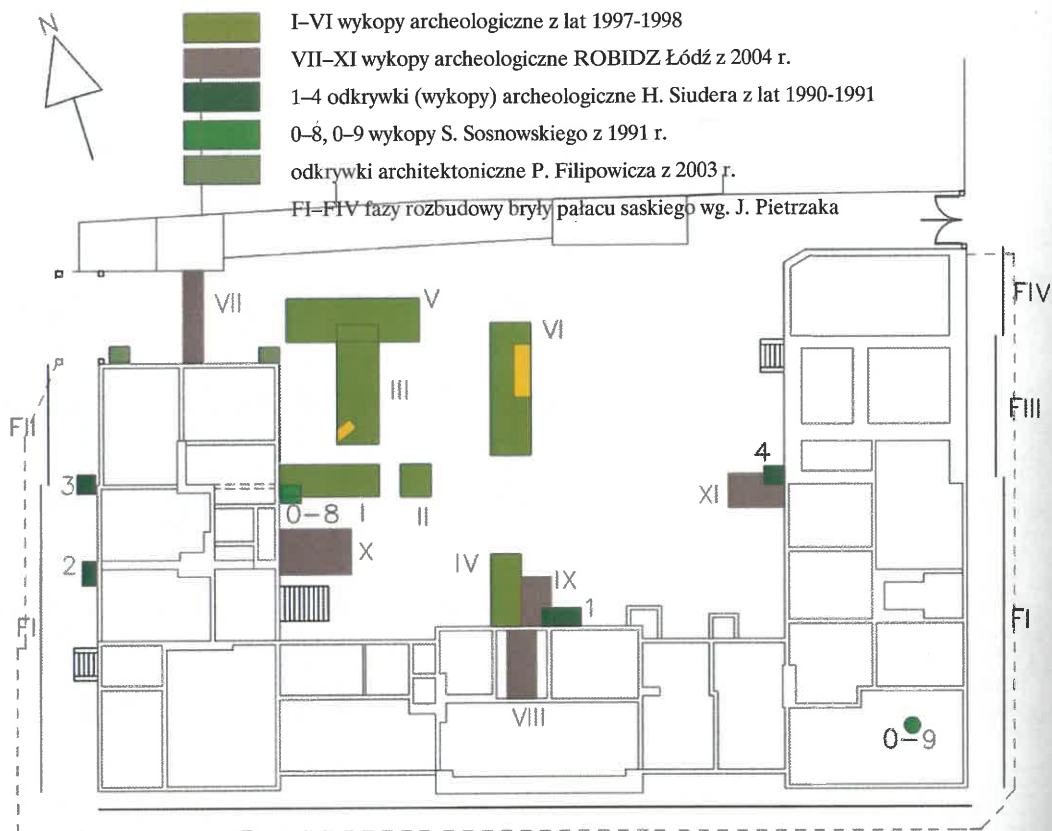 N
I–VI wykopy archeologiczne z lat 1997-1998
VII–XI wykopy archeologiczne ROBIDZ Łódź z 2004 r.
1–4 odkrywki (wykopy) archeologiczne H. Siudera z lat 1990-1991
0–8, 0–9 wykopy S. Sosnowskiego z 1991 r.
odkrywki architektoniczne P. Filipowicza z 2003 r.
FI–FIV fazy rozbudowy bryły pałacu saskiego wg. J. Pietrzaka
VII
V
VI
FIV
III
FII
FIII
3
4
XI
0–8 I
II
X
2
IV
IX
1
FI
FI
VIII
0–9